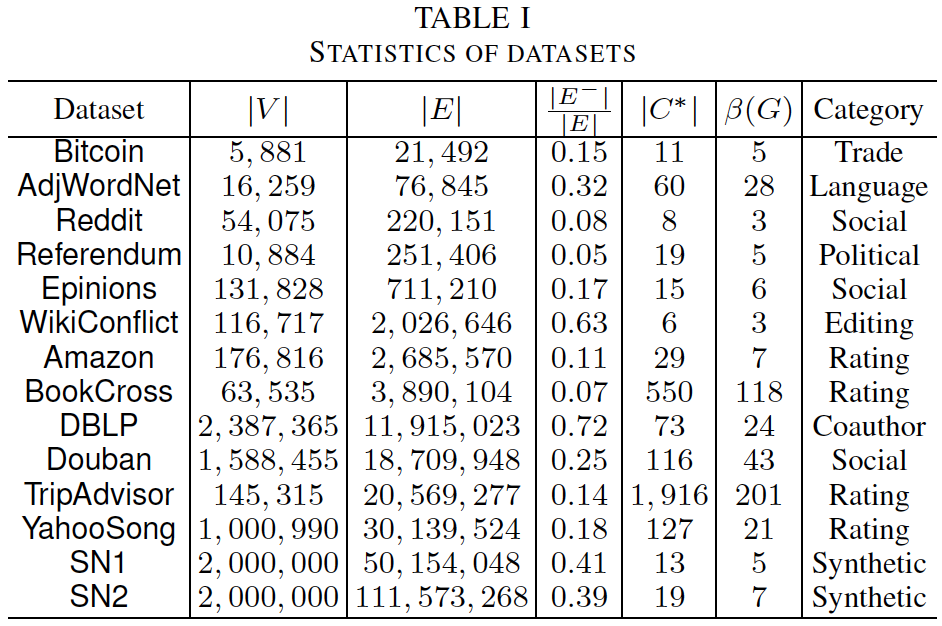 TABLE I
STATISTICS OF DATASETS
Dataset |V| |E| |E⁻|/|E| |C*| β(G) Category
Bitcoin 5,881 21,492 0.15 11 5 Trade
AdjWordNet 16,259 76,845 0.32 60 28 Language
Reddit 54,075 220,151 0.08 8 3 Social
Referendum 10,884 251,406 0.05 19 5 Political
Epinions 131,828 711,210 0.17 15 6 Social
WikiConflict 116,717 2,026,646 0.63 6 3 Editing
Amazon 176,816 2,685,570 0.11 29 7 Rating
BookCross 63,535 3,890,104 0.07 550 118 Rating
DBLP 2,387,365 11,915,023 0.72 73 24 Coauthor
Douban 1,588,455 18,709,948 0.25 116 43 Social
TripAdvisor 145,315 20,569,277 0.14 1,916 201 Rating
YahooSong 1,000,990 30,139,524 0.18 127 21 Rating
SN1 2,000,000 50,154,048 0.41 13 5 Synthetic
SN2 2,000,000 111,573,268 0.39 19 7 Synthetic